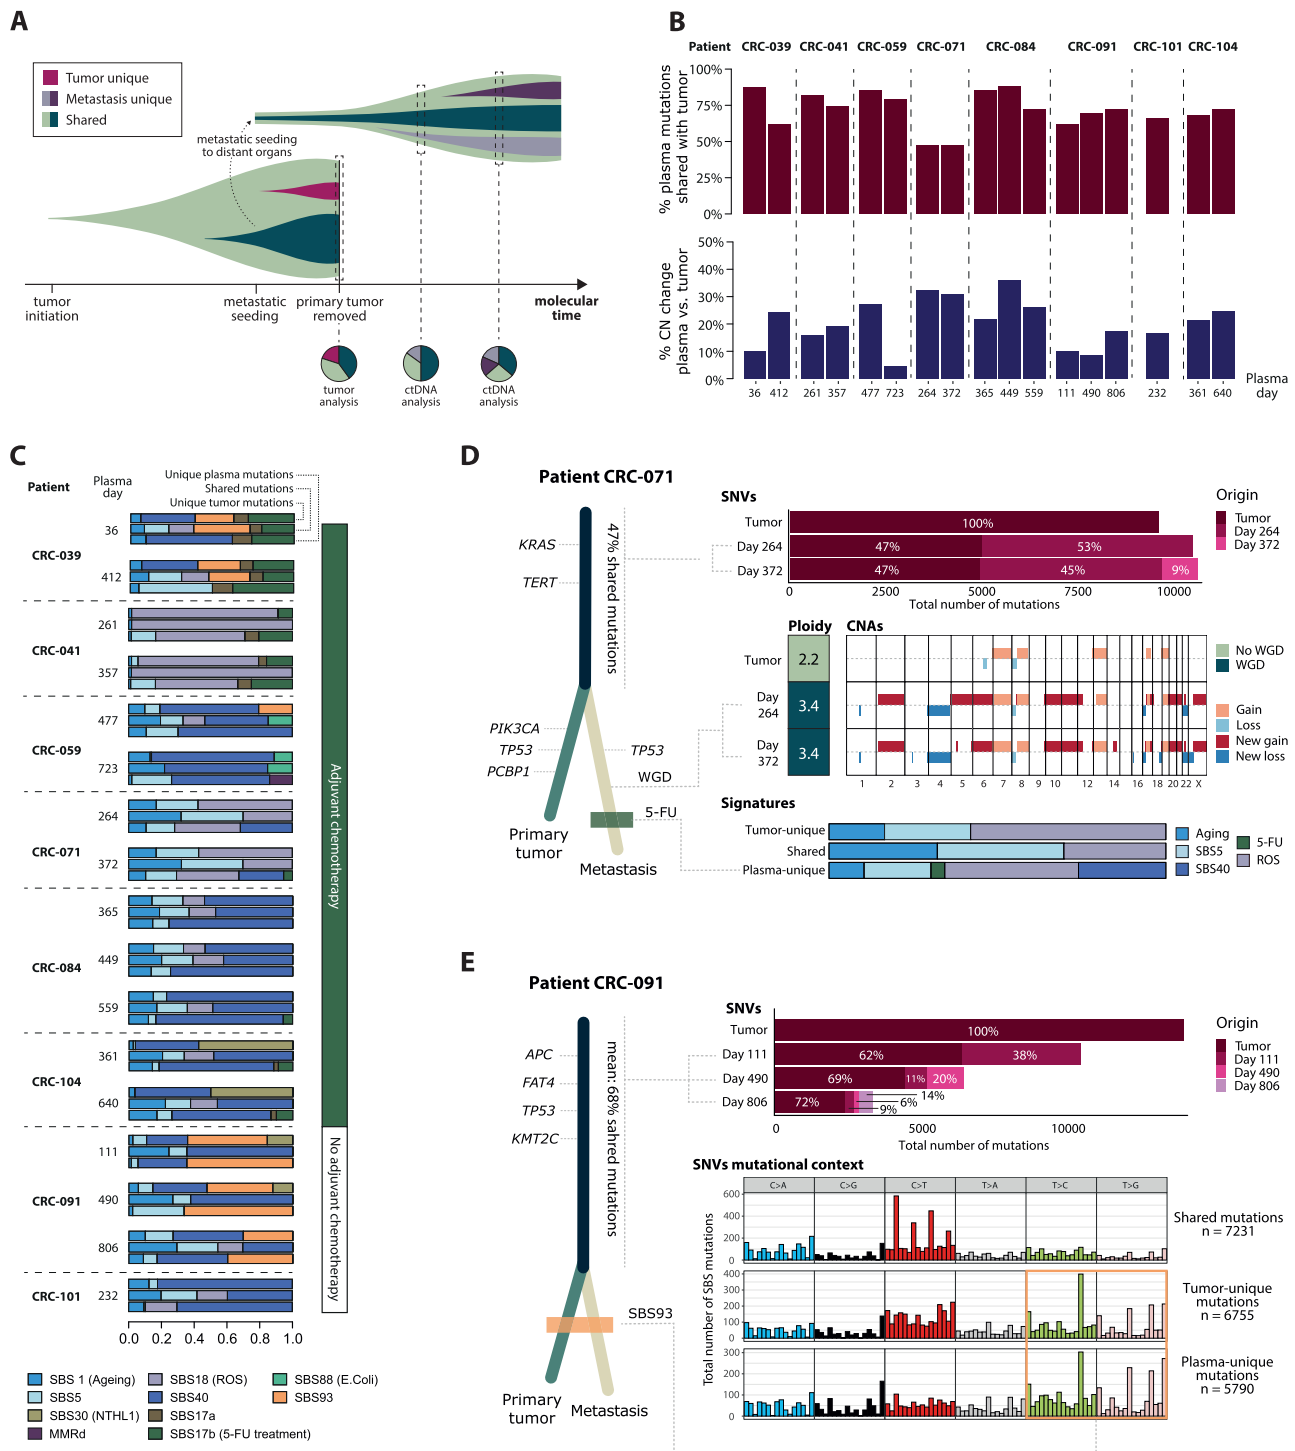 A
Tumor unique
Metastasis unique
Shared
metastatic seeding
to distant organs
tumor
initiation
metastatic
seeding
primary tumor
removed
molecular
time
tumor
analysis
ctDNA
analysis
ctDNA
analysis
B
Patient CRC-039 CRC-041 CRC-059 CRC-071 CRC-084 CRC-091 CRC-101 CRC-104
% plasma mutations
shared with tumor
100%
75%
50%
25%
0%
% CN change
plasma vs. tumor
50%
40%
30%
20%
10%
0%
36 412 261 357 477 723 264 372 365 449 559 111 490 806 232 361 640
Plasma
day
C
Patient
Plasma
day
Unique plasma mutations
Shared mutations
Unique tumor mutations
36
CRC-039
412
261
CRC-041
357
477
CRC-059
723
264
CRC-071
372
365
449
CRC-084
559
361
CRC-104
640
111
490
CRC-091
806
CRC-101 232
Adjuvant chemotherapy
No adjuvant chemotherapy
0.0 0.2 0.4 0.6 0.8 1.0
SBS 1 (Ageing)
SBS5
SBS30 (NTHL1)
MMRd
SBS18 (ROS)
SBS40
SBS17a
SBS17b (5-FU treatment)
SBS88 (E.Coli)
SBS93
D
Patient CRC-071
KRAS
TERT
47% shared mutations
PIK3CA
TP53
PCBP1
TP53
WGD
5-FU
Primary
tumor
Metastasis
SNVs
Tumor 100%
Day 264 47% 53%
Day 372 47% 45% 9%
0 2500 5000 7500 10000
Total number of mutations
Origin
Tumor
Day 264
Day 372
Ploidy
CNAs
Tumor 2.2
Day
264
3.4
Day
372
3.4
1 2 3 4 5 6 7 8 9 10 12 14 16 18 20 22 X
No WGD
WGD
Gain
Loss
New gain
New loss
Signatures
Tumor-unique
Shared
Plasma-unique
Aging
SBS5
SBS40
5-FU
ROS
E
Patient CRC-091
APC
FAT4
TP53
KMT2C
mean: 68% sahred mutations
SBS93
Primary
tumor
Metastasis
SNVs
Tumor 100%
Day 111 62% 38%
Day 490 69% 11% 20%
Day 806 72% 9% 6% 14%
0 5000 10000
Total number of mutations
Origin
Tumor
Day 111
Day 490
Day 806
SNVs mutational context
C>A C>G C>T T>A T>C T>G
Total number of SBS mutations
600
400
200
0
Shared mutations
n = 7231
400
300
200
100
0
Tumor-unique
mutations
n = 6755
300
200
100
0
Plasma-unique
mutations
n = 5790